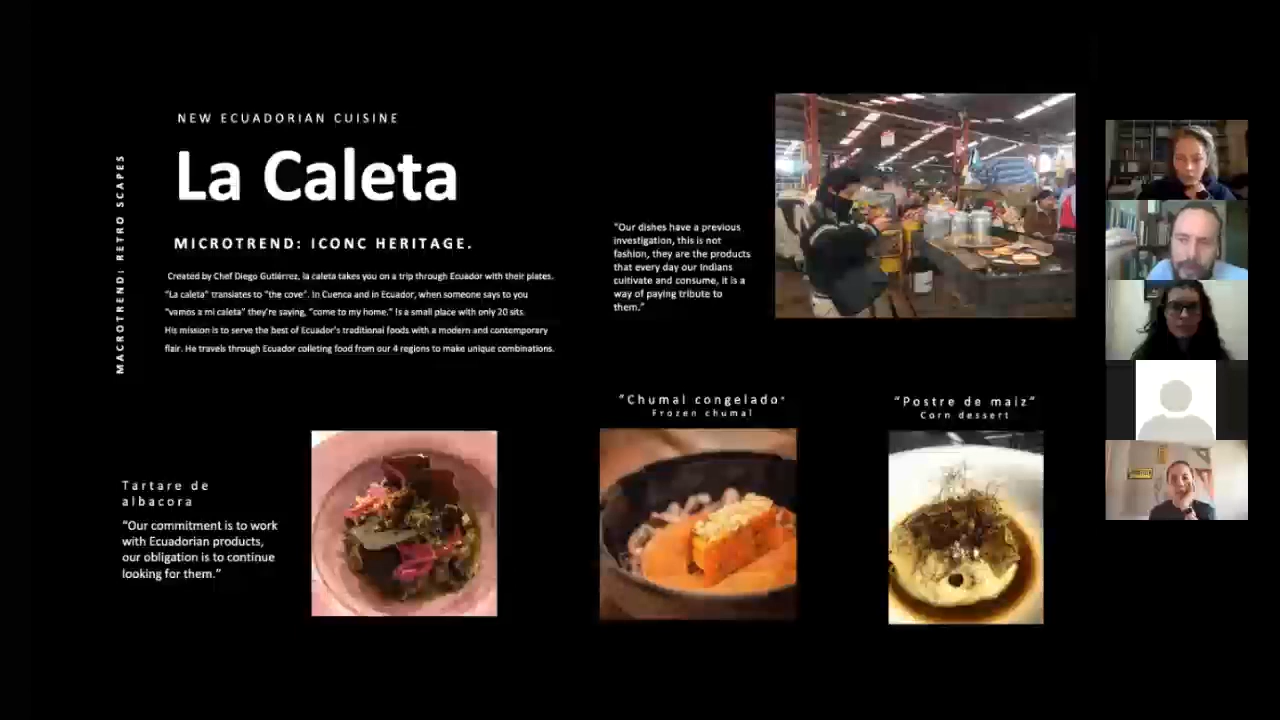 NEW ECUADORIAN CUISINE
La Caleta
MACROTREND: RETRO SCAPES
MICROTREND: ICONC HERITAGE.
Created by Chef Diego Gutiérrez, la caleta takes you on a trip through Ecuador with their plates.
"La caleta" translates to "the cove". In Cuenca and in Ecuador, when someone says to you
"vamos a mi caleta" they're saying, "come to my home." Is a small place with only 20 sits.
His mission is to serve the best of Ecuador's traditional foods with a modern and contemporary
flair. He travels through Ecuador colleting food from our 4 regions to make unique combinations.
"Our dishes have a previous
investigation, this is not
fashion, they are the products
that every day our Indians
cultivate and consume, it is a
way of paying tribute to
them."
"Chumal congelado"
Frozen chumal
"Postre de maiz"
Corn dessert
Tartare de
albacora
"Our commitment is to work
with Ecuadorian products,
our obligation is to continue
looking for them."